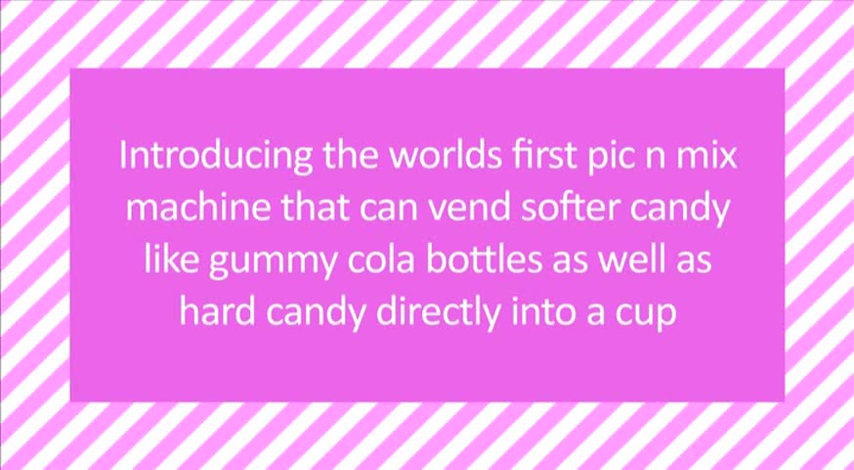 Introducing the worlds first pic n mix
machine that can vend softer candy
like gummy cola bottles as well as
hard candy directly into a cup